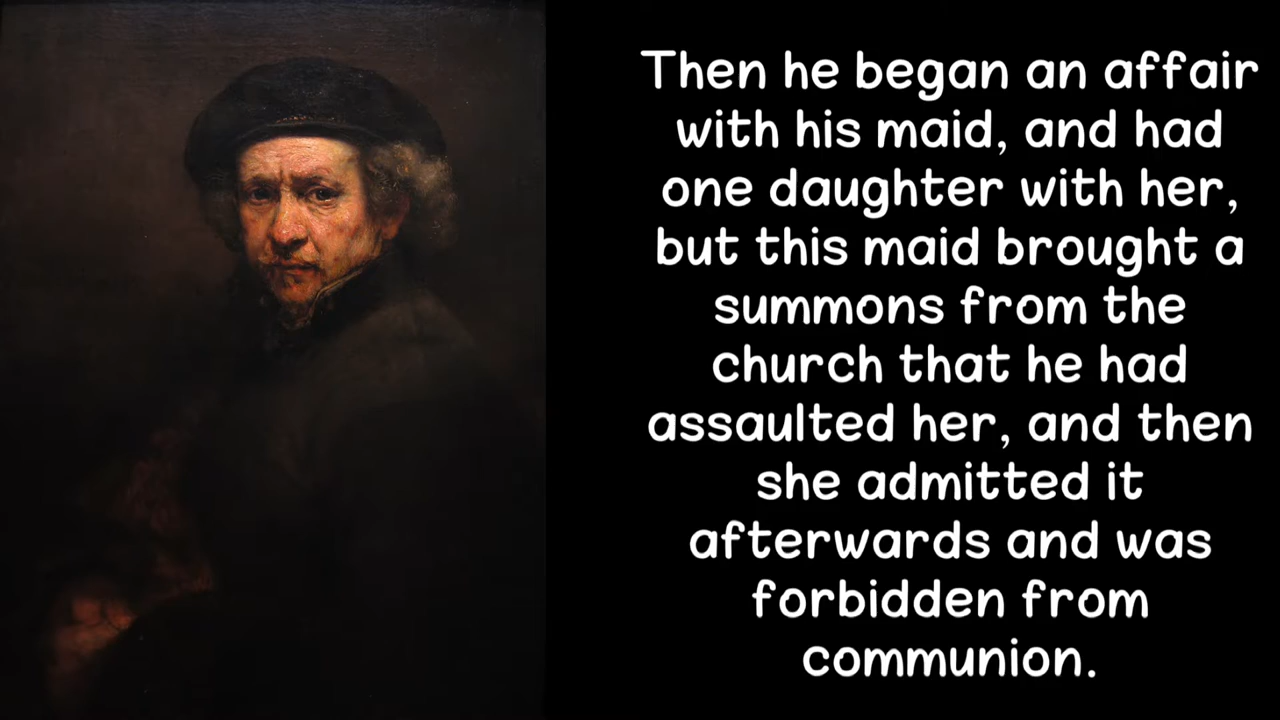 Then he began an affair
with his maid, and had
one daughter with her,
but this maid brought a
summons from the
church that he had
assaulted her, and then
she admitted it
afterwards and was
forbidden from
communion.